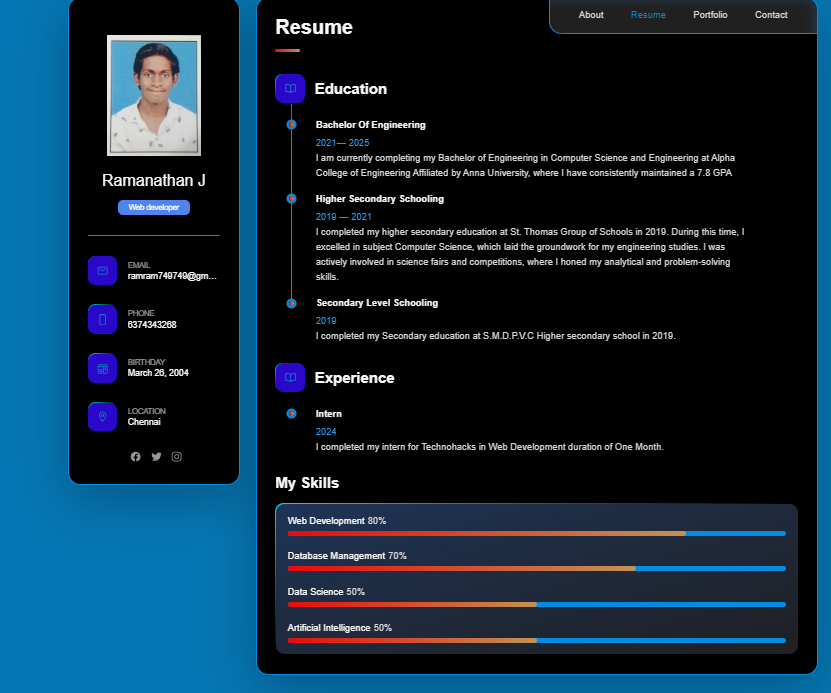 Ramanathan J
Web developer
EMAIL
ramram749749@gm...
PHONE
6374343268
BIRTHDAY
March 26, 2004
LOCATION
Chennai
About
Resume
Portfolio
Contact
Resume
Education
Bachelor Of Engineering
2021— 2025
I am currently completing my Bachelor of Engineering in Computer Science and Engineering at Alpha
College of Engineering Affiliated by Anna University, where I have consistently maintained a 7.8 GPA
Higher Secondary Schooling
2019 — 2021
I completed my higher secondary education at St. Thomas Group of Schools in 2019. During this time, I
excelled in subject Computer Science, which laid the groundwork for my engineering studies. I was
actively involved in science fairs and competitions, where I honed my analytical and problem-solving
skills.
Secondary Level Schooling
2019
I completed my Secondary education at S.M.D.P.V.C Higher secondary school in 2019.
Experience
Intern
2024
I completed my intern for Technohacks in Web Development duration of One Month.
My Skills
Web Development 80%
Database Management 70%
Data Science 50%
Artificial Intelligence 50%